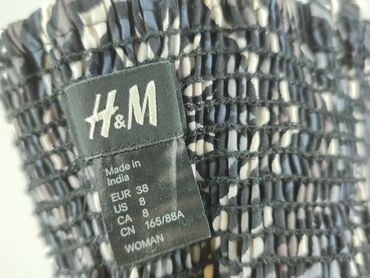 H&M
Made in
India
EUR 38
US 8
CA 8
CN 165/88A
WOMAN